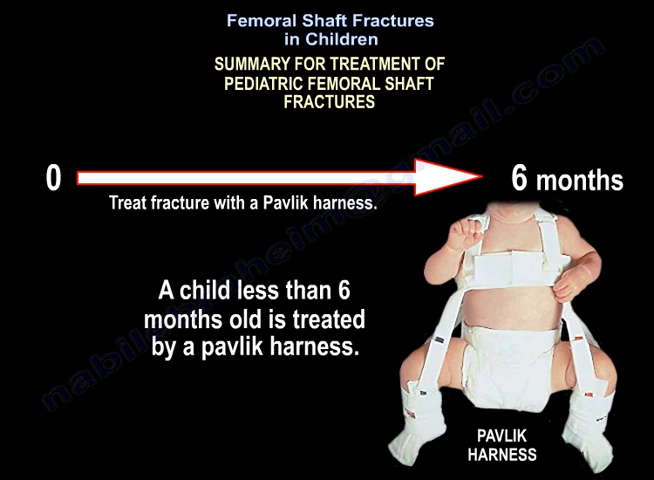 Femoral Shaft Fractures
in Children
SUMMARY FOR TREATMENT OF
PEDIATRIC FEMORAL SHAFT
FRACTURES
0
6 months
Treat fracture with a Pavlik harness.
A child less than 6
months old is treated
by a pavlik harness.
PAVLIK
HARNESS